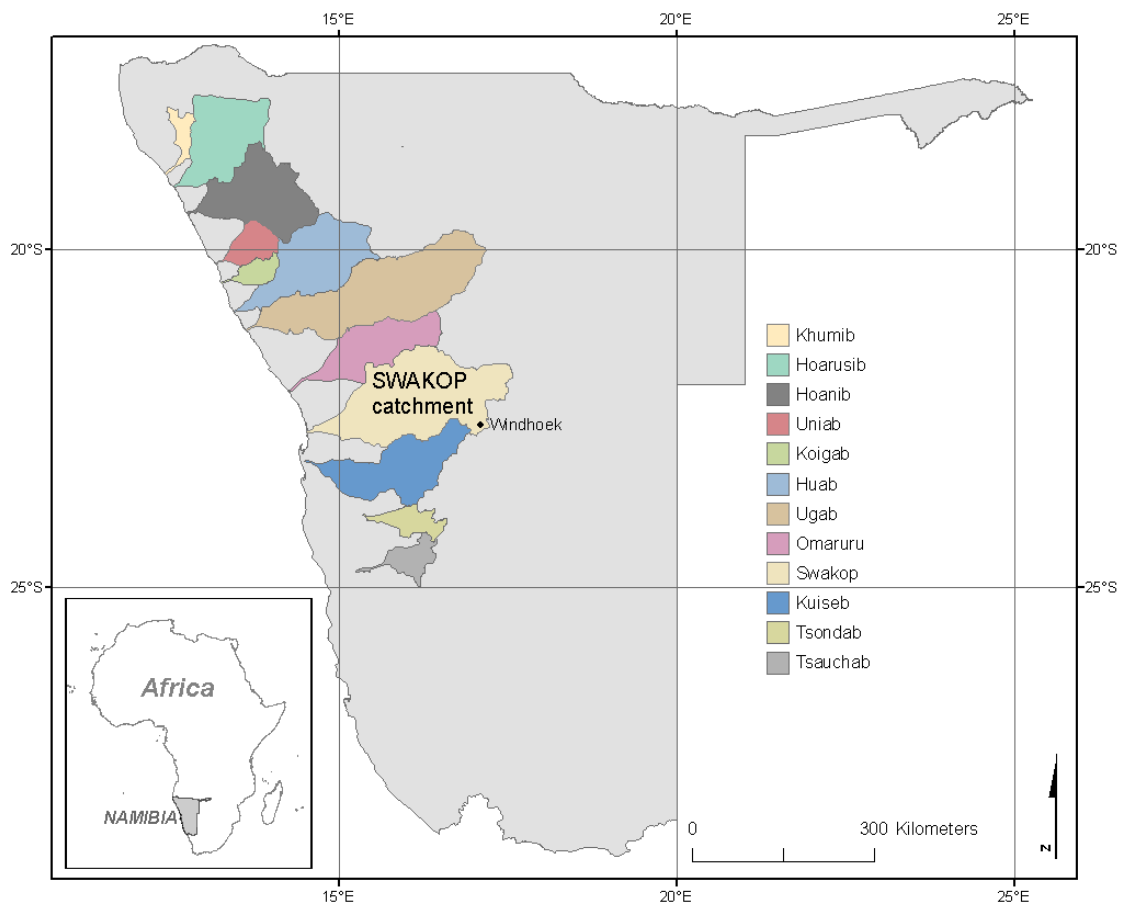 15°E 20°E 25°E
20°S 20°S
SWAKOP
catchment
Windhoek
Khumib
Hoarusib
Hoanib
Uniab
Koigab
Huab
Ugab
Omaruru
Swakop
Kuiseb
Tsondab
Tsauchab
25°S 25°S
Africa
NAMIBIA
0 300 Kilometers
N
15°E 20°E 25°E